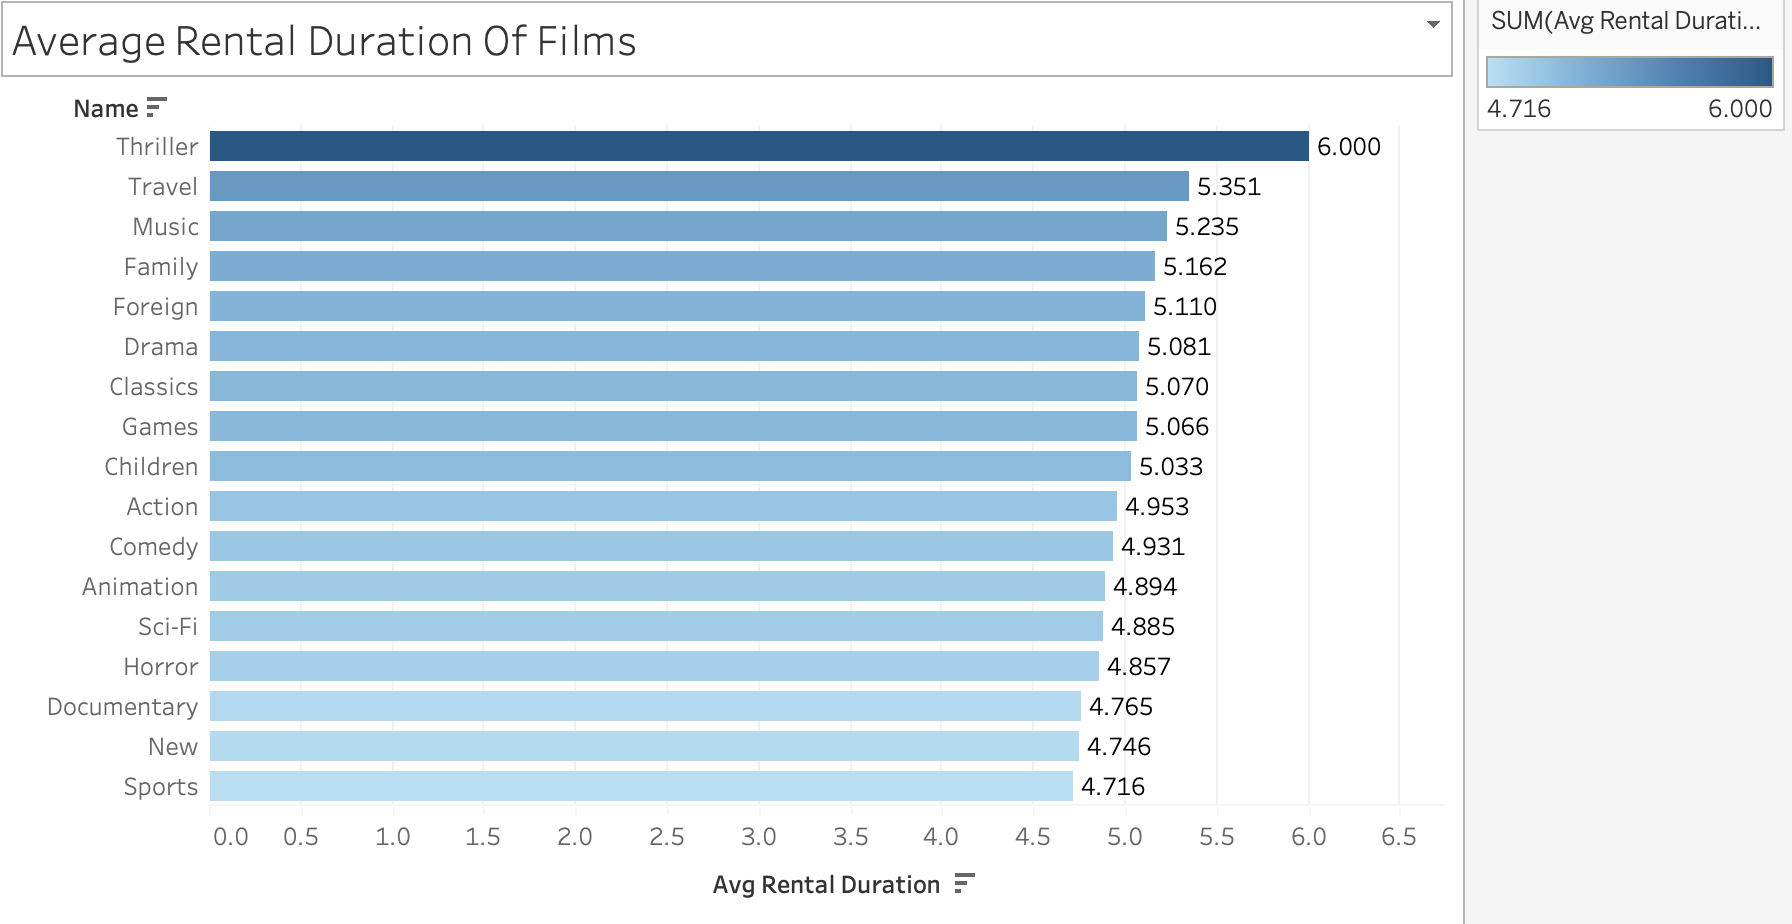 Average Rental Duration Of Films
SUM(Avg Rental Durati...
4.716 6.000
Name
Thriller 6.000
Travel 5.351
Music 5.235
Family 5.162
Foreign 5.110
Drama 5.081
Classics 5.070
Games 5.066
Children 5.033
Action 4.953
Comedy 4.931
Animation 4.894
Sci-Fi 4.885
Horror 4.857
Documentary 4.765
New 4.746
Sports 4.716
0.0 0.5 1.0 1.5 2.0 2.5 3.0 3.5 4.0 4.5 5.0 5.5 6.0 6.5
Avg Rental Duration